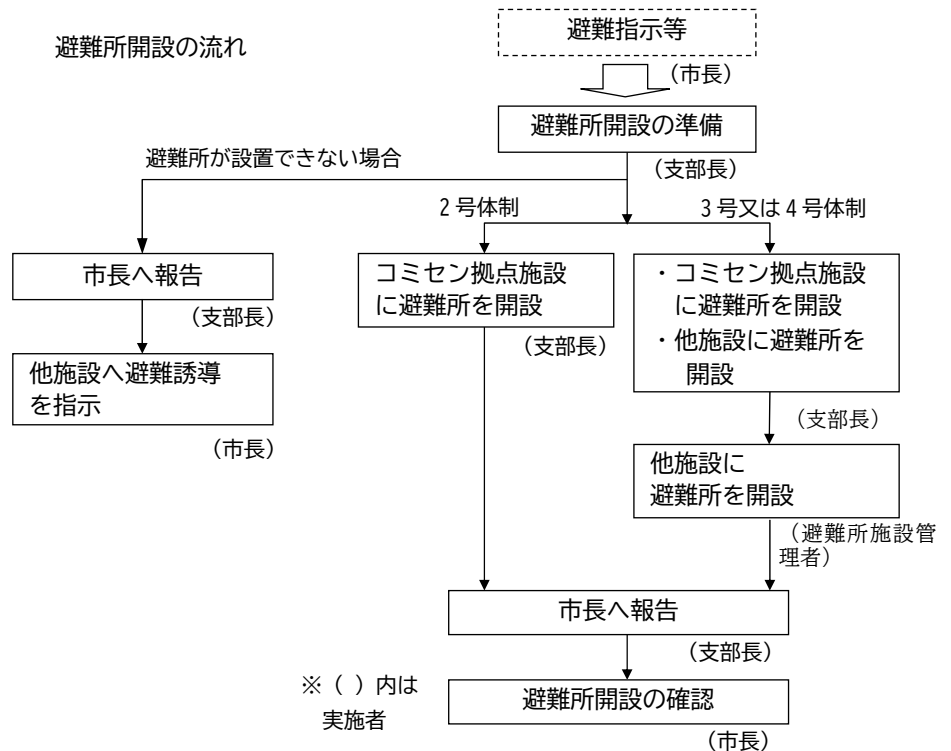 避難所開設の流れ
避難指示等
（市長）
避難所開設の準備
（支部長）
避難所が設置できない場合
2号体制
3号又は4号体制
市長へ報告
（支部長）
他施設へ避難誘導
を指示
（市長）
コミセン拠点施設
に避難所を開設
（支部長）
・コミセン拠点施設
に避難所を開設
・他施設に避難所を
開設
（支部長）
他施設に
避難所を開設
（避難所施設管
理者）
市長へ報告
（支部長）
※（ ）内は
実施者
避難所開設の確認
（市長）